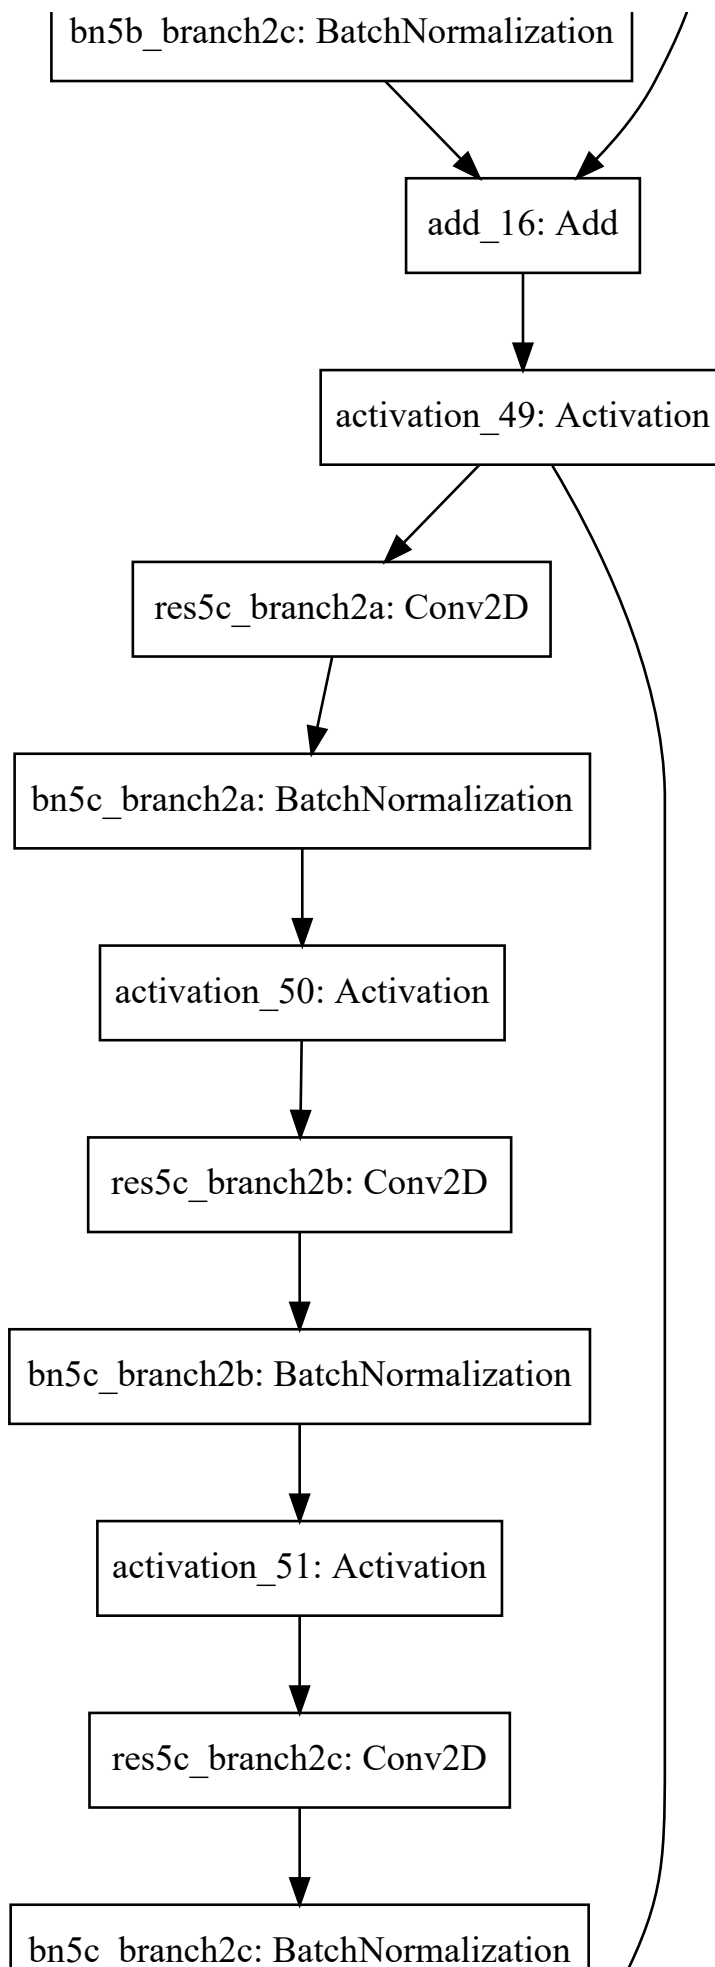 bn5b_branch2c: BatchNormalization
add_16: Add
activation_49: Activation
res5c_branch2a: Conv2D
bn5c_branch2a: BatchNormalization
activation_50: Activation
res5c_branch2b: Conv2D
bn5c_branch2b: BatchNormalization
activation_51: Activation
res5c_branch2c: Conv2D
bn5c_branch2c: BatchNormalization